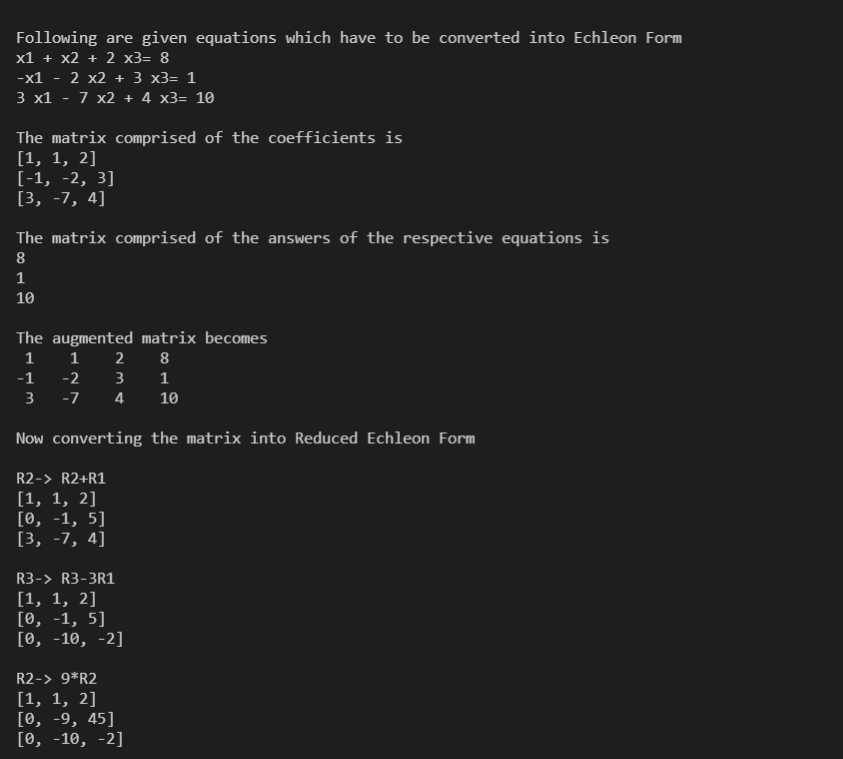 Following are given equations which have to be converted into Echleon Form
x1 + x2 + 2 x3= 8
-x1 - 2 x2 + 3 x3= 1
3 x1 - 7 x2 + 4 x3= 10
The matrix comprised of the coefficients is
[1, 1, 2]
[-1, -2, 3]
[3, -7, 4]
The matrix comprised of the answers of the respective equations is
8
1
10
The augmented matrix becomes
1 1 2 8
-1 -2 3 1
3 -7 4 10
Now converting the matrix into Reduced Echleon Form
R2-> R2+R1
[1, 1, 2]
[0, -1, 5]
[3, -7, 4]
R3-> R3-3R1
[1, 1, 2]
[0, -1, 5]
[0, -10, -2]
R2-> 9*R2
[1, 1, 2]
[0, -9, 45]
[0, -10, -2]